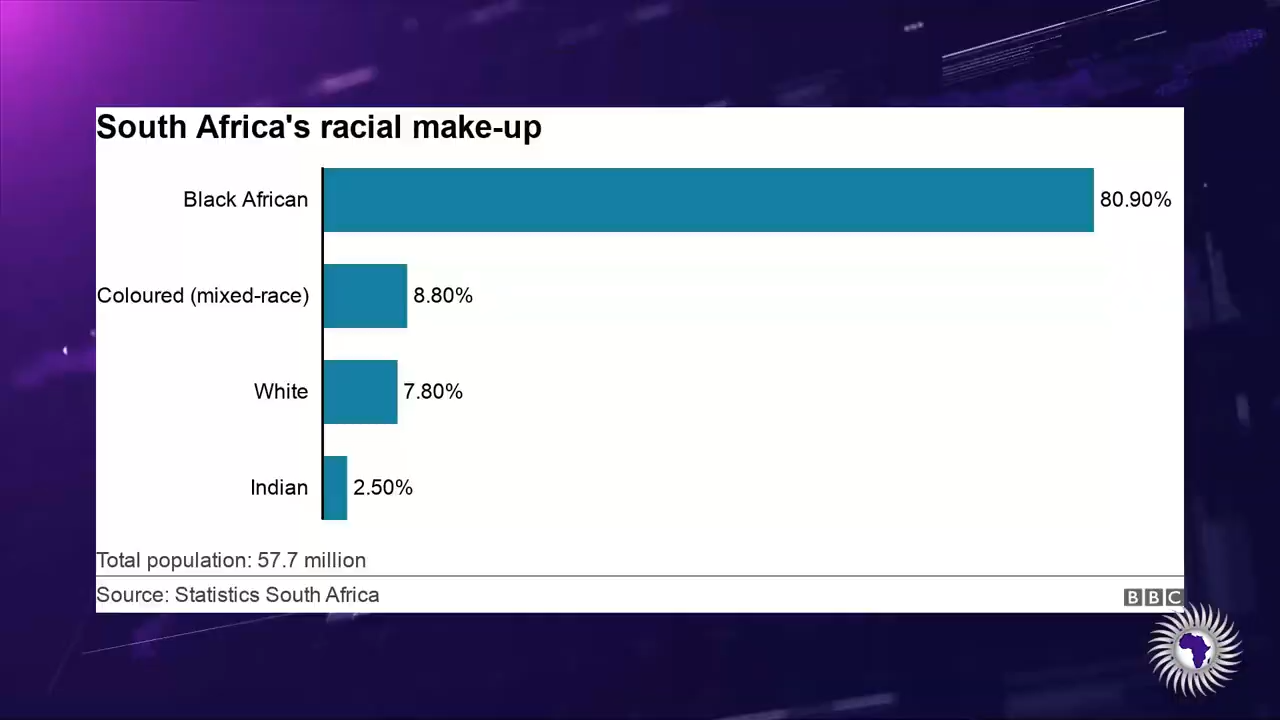 South Africa's racial make-up
Black African 80.90%
Coloured (mixed-race) 8.80%
White 7.80%
Indian 2.50%
Total population: 57.7 million
Source: Statistics South Africa
BBC